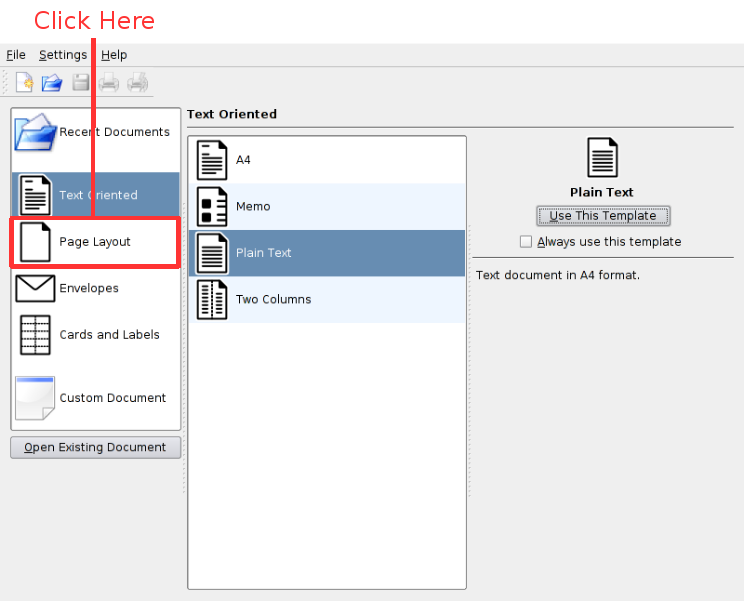 Click Here
File Settings Help
Recent Documents
Text Oriented
Page Layout
Envelopes
Cards and Labels
Custom Document
Open Existing Document
Text Oriented
A4
Memo
Plain Text
Two Columns
Plain Text
Use This Template
Always use this template
Text document in A4 format.